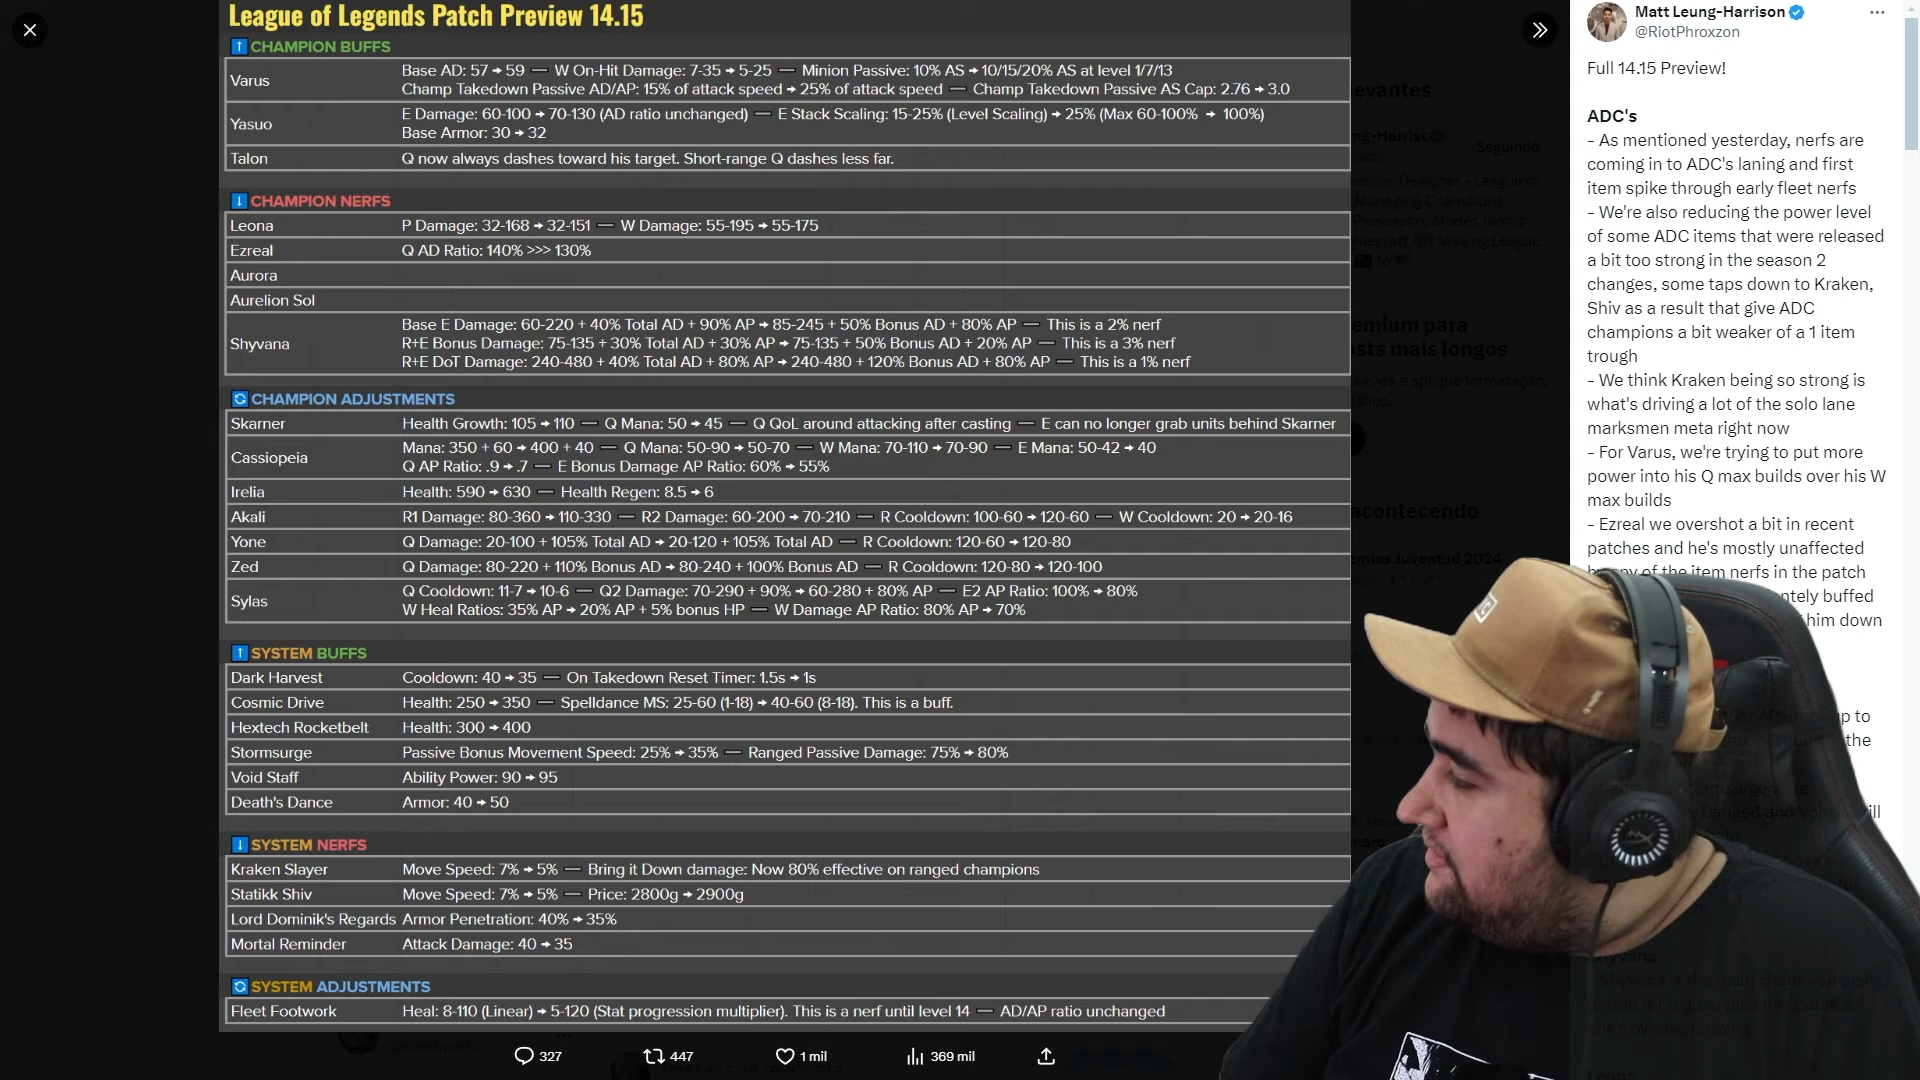 League of Legends Patch Preview 14.15
CHAMPION BUFFS
Varus
Base AD: 57 → 59 — W On-Hit Damage: 7-35 → 5-25 — Minion Passive: 10% AS → 10/15/20% AS at level 1/7/13
Champ Takedown Passive AD/AP: 15% of attack speed → 25% of attack speed — Champ Takedown Passive AS Cap: 2.76 → 3.0
Yasuo
E Damage: 60-100 → 70-130 (AD ratio unchanged) — E Stack Scaling: 15-25% (Level Scaling) → 25% (Max 60-100% → 100%)
Base Armor: 30 → 32
Talon
Q now always dashes toward his target. Short-range Q dashes less far.
CHAMPION NERFS
Leona
P Damage: 32-168 → 32-151 — W Damage: 55-195 → 55-175
Ezreal
Q AD Ratio: 140% >>> 130%
Aurora
Aurelion Sol
Shyvana
Base E Damage: 60-220 + 40% Total AD + 90% AP → 85-245 + 50% Bonus AD + 80% AP — This is a 2% nerf
R+E Bonus Damage: 75-135 + 30% Total AD + 30% AP → 75-135 + 50% Bonus AD + 20% AP — This is a 3% nerf
R+E DoT Damage: 240-480 + 40% Total AD + 80% AP → 240-480 + 120% Bonus AD + 80% AP — This is a 1% nerf
CHAMPION ADJUSTMENTS
Skarner
Health Growth: 105 → 110 — Q Mana: 50 → 45 — Q QoL around attacking after casting — E can no longer grab units behind Skarner
Cassiopeia
Mana: 350 + 60 → 400 + 40 — Q Mana: 50-90 → 50-70 — W Mana: 70-110 → 70-90 — E Mana: 50-42 → 40
Q AP Ratio: .9 → .7 — E Bonus Damage AP Ratio: 60% → 55%
Irelia
Health: 590 → 630 — Health Regen: 8.5 → 6
Akali
R1 Damage: 80-360 → 110-330 — R2 Damage: 60-200 → 70-210 — R Cooldown: 100-60 → 120-60 — W Cooldown: 20 → 20-16
Yone
Q Damage: 20-100 + 105% Total AD → 20-120 + 105% Total AD — R Cooldown: 120-60 → 120-80
Zed
Q Damage: 80-220 + 110% Bonus AD → 80-240 + 100% Bonus AD — R Cooldown: 120-80 → 120-100
Sylas
Q Cooldown: 11-7 → 10-6 — Q2 Damage: 70-290 + 90% → 60-280 + 80% AP — E2 AP Ratio: 100% → 80%
W Heal Ratios: 35% AP → 20% AP + 5% bonus HP — W Damage AP Ratio: 80% AP → 70%
SYSTEM BUFFS
Dark Harvest
Cooldown: 40 → 35 — On Takedown Reset Timer: 1.5s → 1s
Cosmic Drive
Health: 250 → 350 — Spelldance MS: 25-60 (1-18) → 40-60 (8-18). This is a buff.
Hextech Rocketbelt
Health: 300 → 400
Stormsurge
Passive Bonus Movement Speed: 25% → 35% — Ranged Passive Damage: 75% → 80%
Void Staff
Ability Power: 90 → 95
Death's Dance
Armor: 40 → 50
SYSTEM NERFS
Kraken Slayer
Move Speed: 7% → 5% — Bring it Down damage: Now 80% effective on ranged champions
Statikk Shiv
Move Speed: 7% → 5% — Price: 2800g → 2900g
Lord Dominik's Regards
Armor Penetration: 40% → 35%
Mortal Reminder
Attack Damage: 40 → 35
SYSTEM ADJUSTMENTS
Fleet Footwork
Heal: 8-110 (Linear) → 5-120 (Stat progression multiplier). This is a nerf until level 14 — AD/AP ratio unchanged
327
447
1 mil
369 mil
Matt Leung-Harrison
@RiotPhroxzon
Full 14.15 Preview!
ADC's
- As mentioned yesterday, nerfs are
coming in to ADC's laning and first
item spike through early fleet nerfs
- We're also reducing the power level
of some ADC items that were released
a bit too strong in the season 2
changes, some taps down to Kraken,
Shiv as a result that give ADC
champions a bit weaker of a 1 item
trough
- We think Kraken being so strong is
what's driving a lot of the solo lane
marksmen meta right now
- For Varus, we're trying to put more
power into his Q max builds over his W
max builds
- Ezreal we overshot a bit in recent
patches and he's mostly unaffected
of the item nerfs in the patch
buffed
him down
up to
the